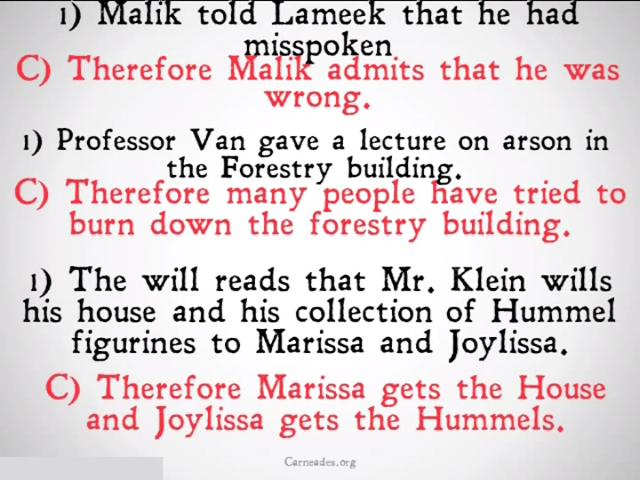 1) Malik told Lameek that he had
misspoken
C) Therefore Malik admits that he was
wrong.
1) Professor Van gave a lecture on arson in
the Forestry building.
C) Therefore many people have tried to
burn down the forestry building.
1) The will reads that Mr. Klein wills
his house and his collection of Hummel
figurines to Marissa and Joylissa.
C) Therefore Marissa gets the House
and Joylissa gets the Hummels.
Carneades.org